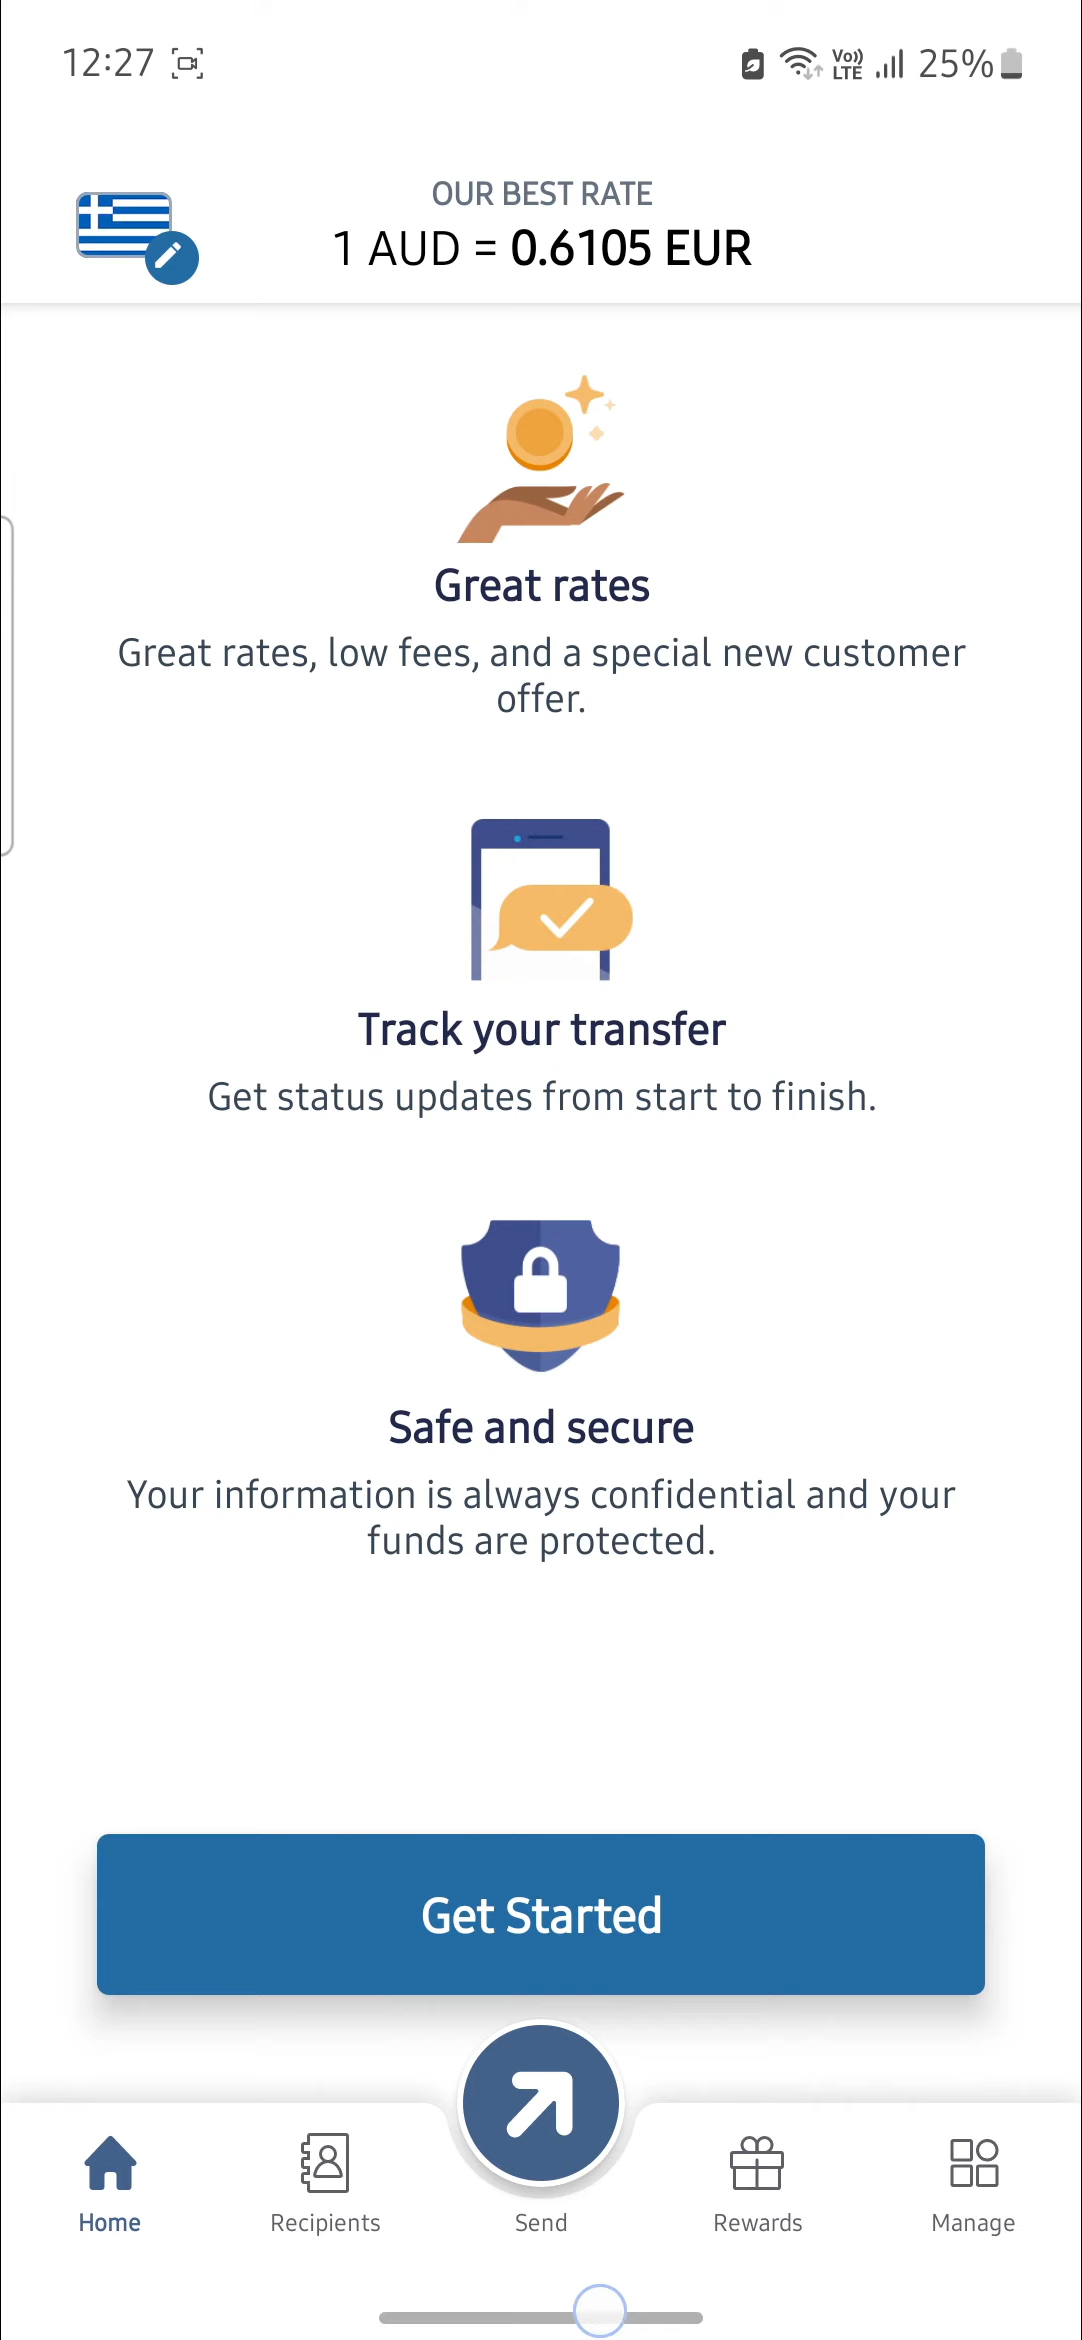 12:27
Vo)) LTE
25%
OUR BEST RATE
1 AUD = 0.6105 EUR
Great rates
Great rates, low fees, and a special new customer
offer.
Track your transfer
Get status updates from start to finish.
Safe and secure
Your information is always confidential and your
funds are protected.
Get Started
Home
Recipients
Send
Rewards
Manage